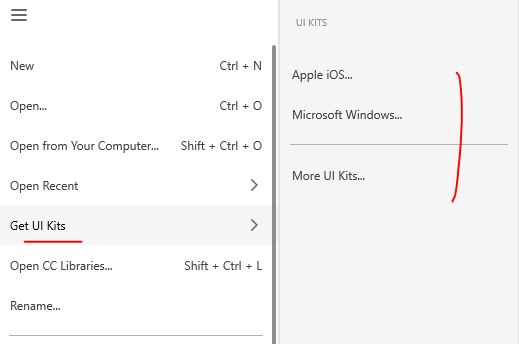 New Ctrl + N
Open... Ctrl + O
Open from Your Computer... Shift + Ctrl + O
Open Recent
Get UI Kits
Open CC Libraries... Shift + Ctrl + L
Rename...
UI KITS
Apple iOS...
Microsoft Windows...
More UI Kits...